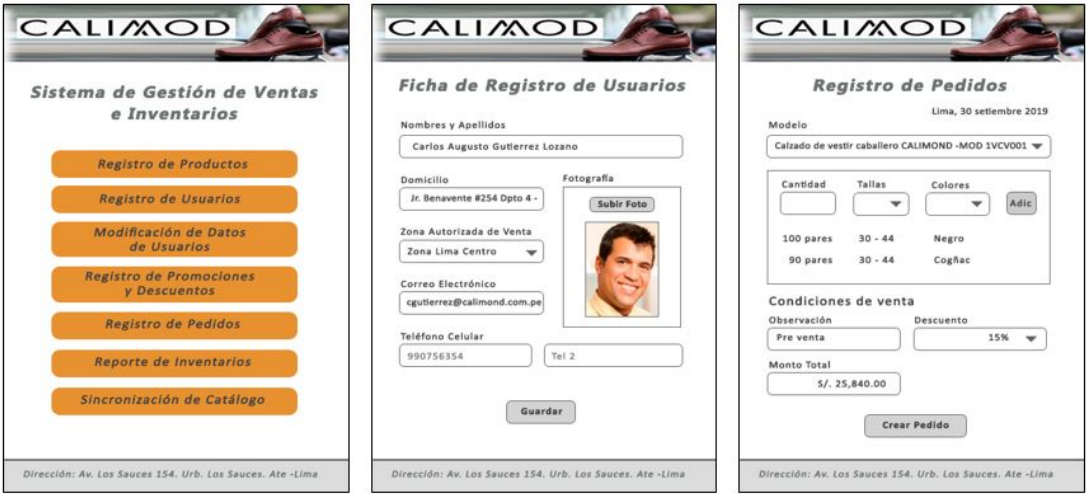 CALIMOD
Sistema de Gestión de Ventas
e Inventarios
Registro de Productos
Registro de Usuarios
Modificación de Datos
de Usuarios
Registro de Promociones
y Descuentos
Registro de Pedidos
Reporte de Inventarios
Sincronización de Catálogo
Dirección: Av. Los Sauces 154. Urb. Los Sauces. Ate -Lima
CALIMOD
Ficha de Registro de Usuarios
Nombres y Apellidos
Carlos Augusto Gutierrez Lozano
Domicilio
Jr. Benavente #254 Dpto 4 -
Fotografía
Subir Foto
Zona Autorizada de Venta
Zona Lima Centro
Correo Electrónico
cgutierrez@calimond.com.pe
Teléfono Celular
990756354
Tel 2
Guardar
Dirección: Av. Los Sauces 154. Urb. Los Sauces. Ate -Lima
CALIMOD
Registro de Pedidos
Lima, 30 setiembre 2019
Modelo
Calzado de vestir caballero CALIMOND -MOD 1VCV001
Cantidad Tallas Colores
Adic
100 pares 30 - 44 Negro
90 pares 30 - 44 Cogñac
Condiciones de venta
Observación Descuento
Pre venta 15%
Monto Total
S/. 25,840.00
Crear Pedido
Dirección: Av. Los Sauces 154. Urb. Los Sauces. Ate -Lima